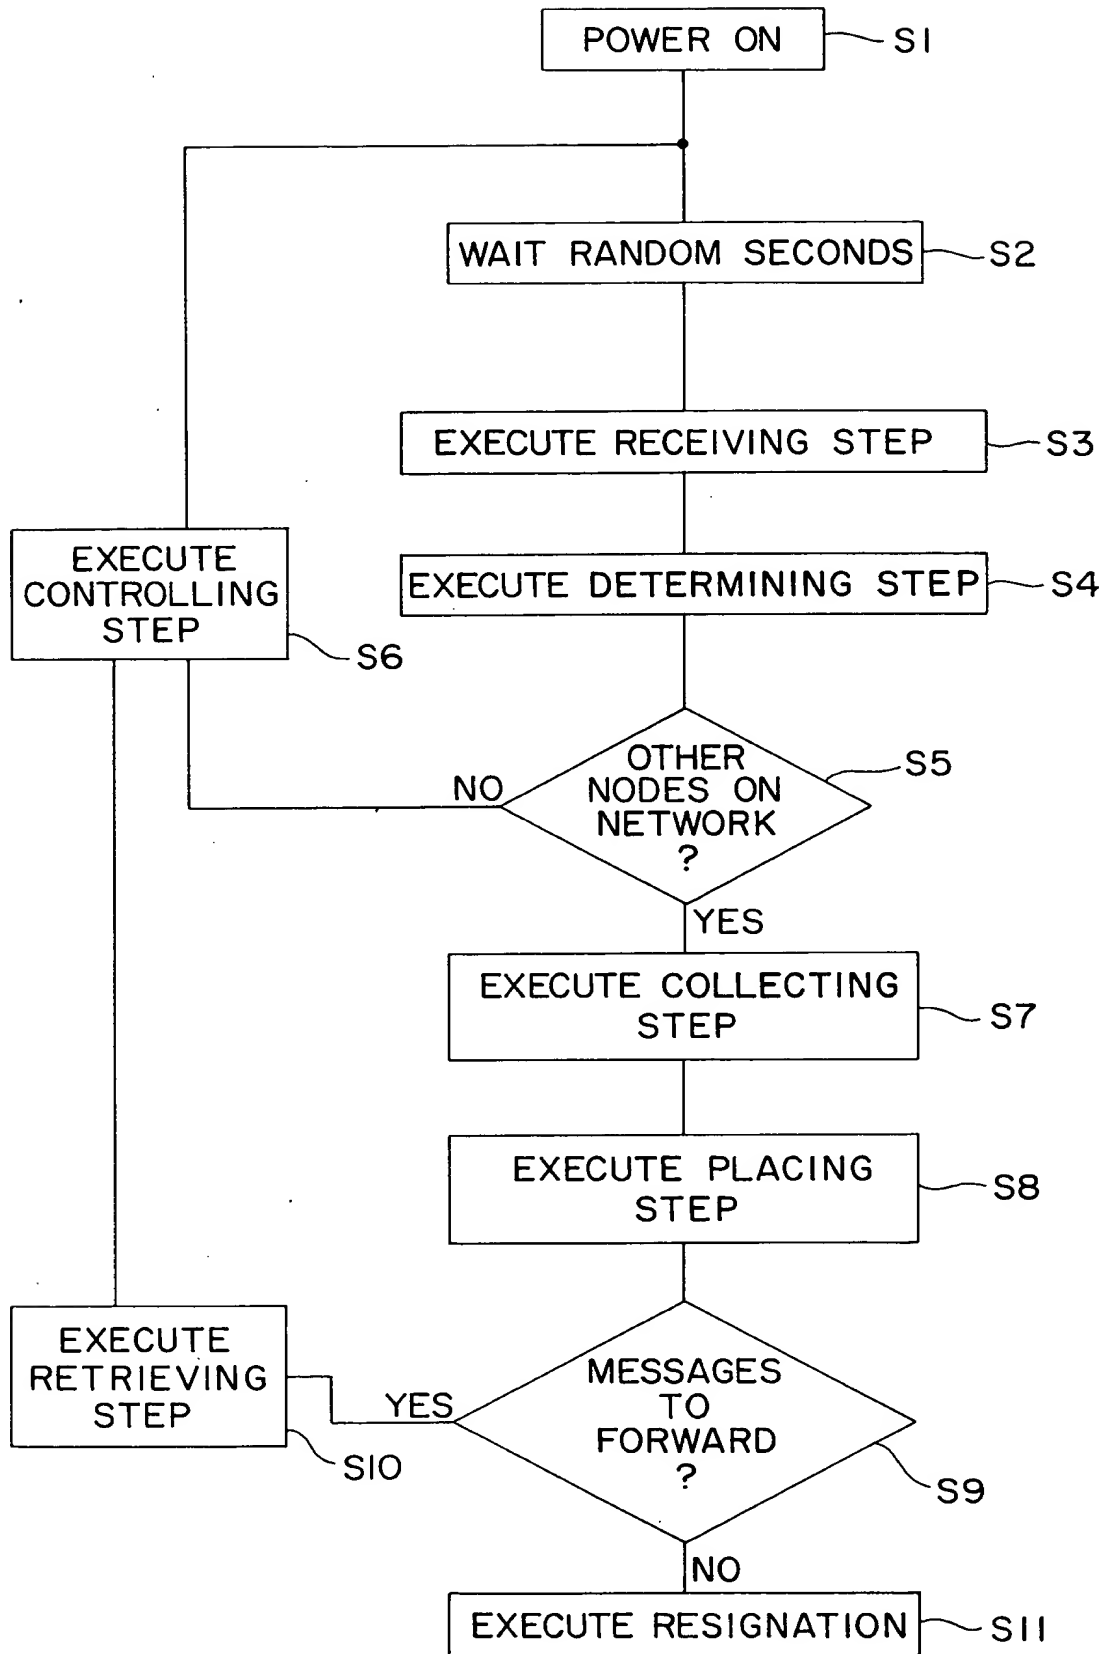 POWER ON
S1
WAIT RANDOM SECONDS
S2
EXECUTE RECEIVING STEP
S3
EXECUTE DETERMINING STEP
S4
EXECUTE
CONTROLLING
STEP
S6
OTHER
NODES ON
NETWORK
?
S5
NO
YES
EXECUTE COLLECTING
STEP
S7
EXECUTE PLACING
STEP
S8
EXECUTE
RETRIEVING
STEP
S10
YES
MESSAGES
TO
FORWARD
?
S9
NO
EXECUTE RESIGNATION
S11